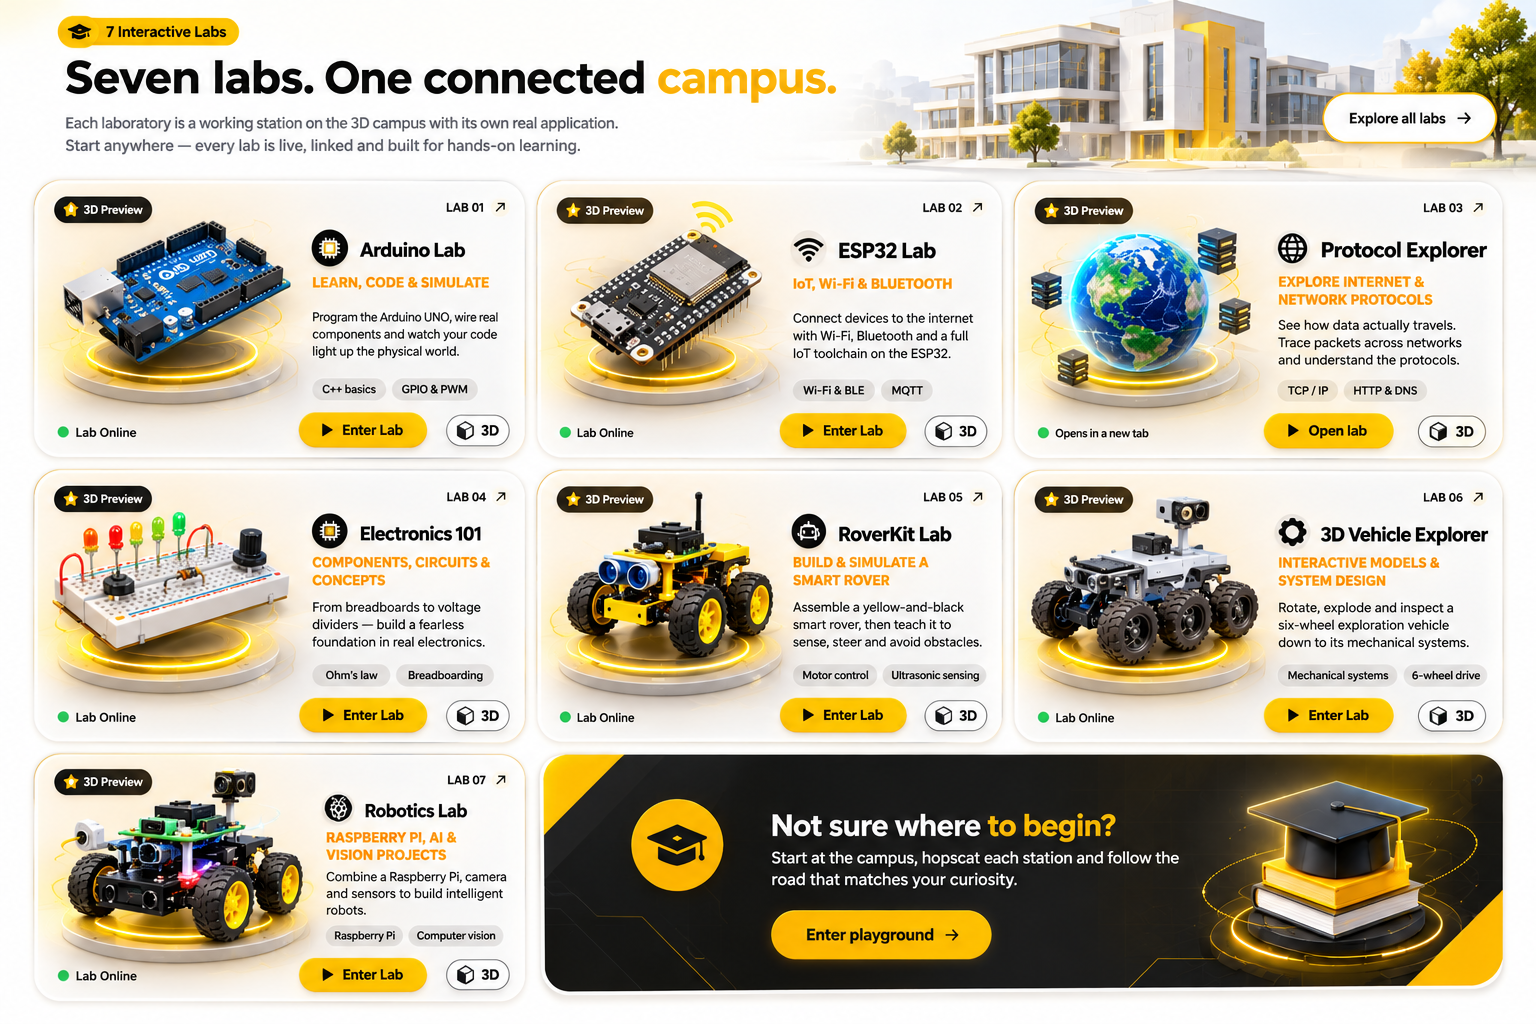 7 Interactive Labs
Seven labs. One connected campus.
Each laboratory is a working station on the 3D campus with its own real application.
Start anywhere — every lab is live, linked and built for hands-on learning.
Explore all labs
3D Preview
LAB 01
Arduino Lab
LEARN, CODE & SIMULATE
Program the Arduino UNO, wire real
components and watch your code
light up the physical world.
C++ basics
GPIO & PWM
Lab Online
Enter Lab
3D
3D Preview
LAB 02
ESP32 Lab
IoT, Wi-Fi & BLUETOOTH
Connect devices to the internet
with Wi-Fi, Bluetooth and a full
IoT toolchain on the ESP32.
Wi-Fi & BLE
MQTT
Lab Online
Enter Lab
3D
3D Preview
LAB 03
Protocol Explorer
EXPLORE INTERNET &
NETWORK PROTOCOLS
See how data actually travels.
Trace packets across networks
and understand the protocols.
TCP / IP
HTTP & DNS
Opens in a new tab
Open lab
3D
3D Preview
LAB 04
Electronics 101
COMPONENTS, CIRCUITS &
CONCEPTS
From breadboards to voltage
dividers — build a fearless
foundation in real electronics.
Ohm's law
Breadboarding
Lab Online
Enter Lab
3D
3D Preview
LAB 05
RoverKit Lab
BUILD & SIMULATE A
SMART ROVER
Assemble a yellow-and-black
smart rover, then teach it to
sense, steer and avoid obstacles.
Motor control
Ultrasonic sensing
Lab Online
Enter Lab
3D
3D Preview
LAB 06
3D Vehicle Explorer
INTERACTIVE MODELS &
SYSTEM DESIGN
Rotate, explode and inspect a
six-wheel exploration vehicle
down to its mechanical systems.
Mechanical systems
6-wheel drive
Lab Online
Enter Lab
3D
3D Preview
LAB 07
Robotics Lab
RASPBERRY PI, AI &
VISION PROJECTS
Combine a Raspberry Pi, camera
and sensors to build intelligent
robots.
Raspberry Pi
Computer vision
Lab Online
Enter Lab
3D
Not sure where to begin?
Start at the campus, hopscat each station and follow the
road that matches your curiosity.
Enter playground